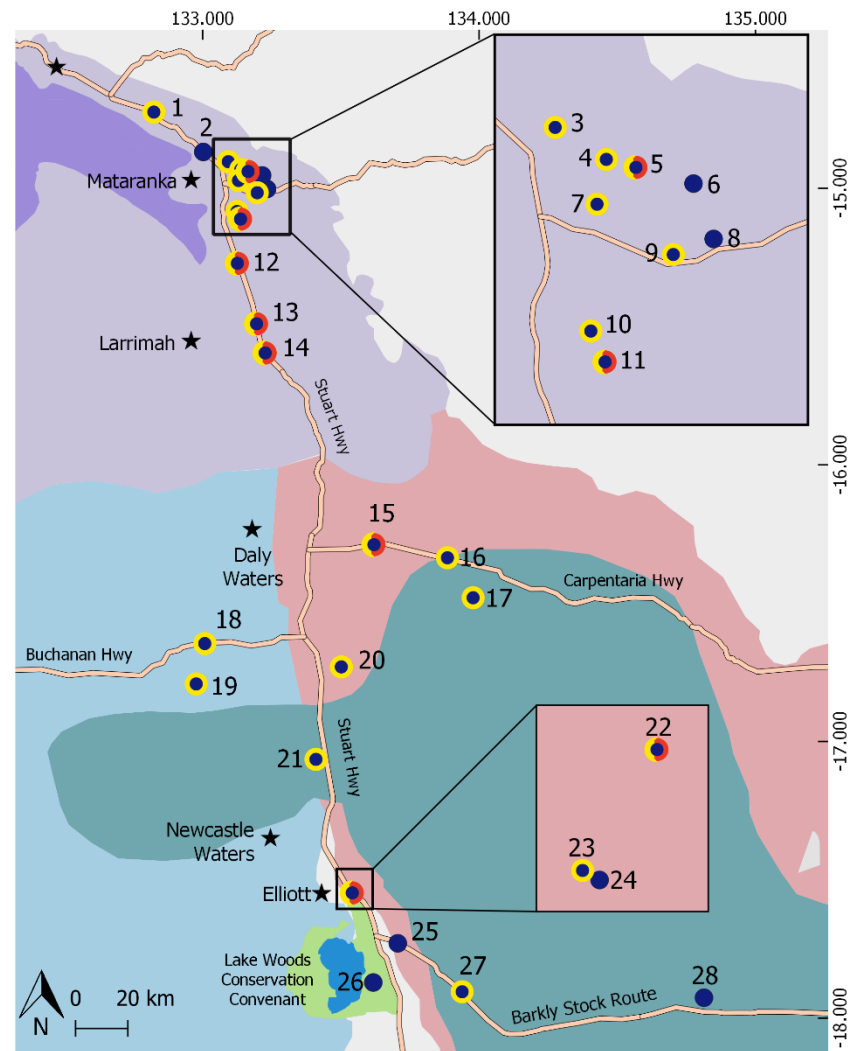 133.000
134.000
135.000
1
2
3
4
5
6
7
8
9
10
11
Mataranka
-15.000
12
13
Larrimah
14
Stuart Hwy
-16.000
15
Daly
Waters
16
17
Carpentaria Hwy
18
Buchanan Hwy
19
20
Stuart Hwy
21
22
-17.000
Newcastle
Waters
23
24
Elliott
25
Lake Woods
Conservation
Convenant
26
27
28
Barkly Stock Route
0 20 km
N
-18.000